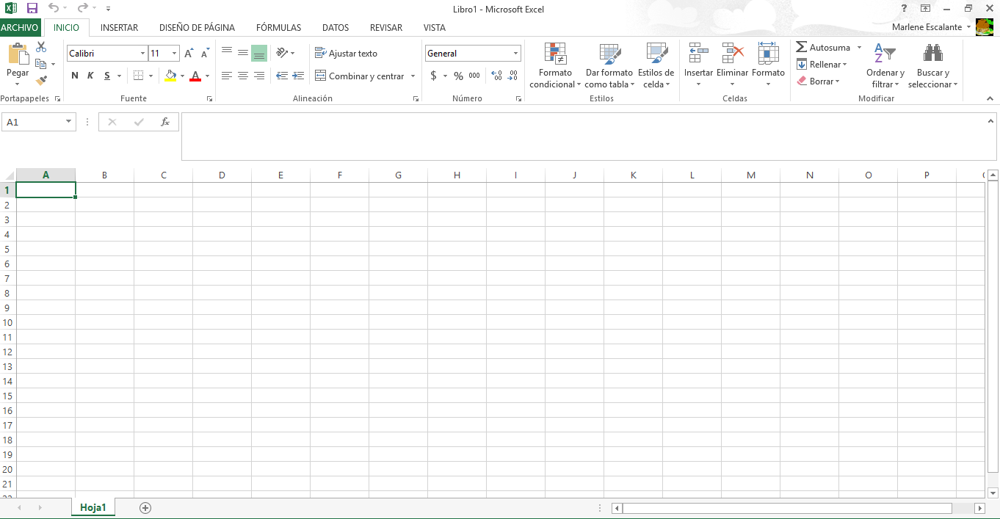 Libro1 - Microsoft Excel
?
ARCHIVO INICIO INSERTAR DISEÑO DE PÁGINA FÓRMULAS DATOS REVISAR VISTA Marlene Escalante
Pegar
Calibri 11 A A
N K S A
Ajustar texto
Combinar y centrar
General
$ % 000
Formato condicional
Dar formato como tabla
Estilos de celda
Insertar Eliminar Formato
Autosuma
Rellenar
Borrar
Ordenar y filtrar
Buscar y seleccionar
Portapapeles Fuente Alineación Número Estilos Celdas Modificar
A1 fx
A B C D E F G H I J K L M N O P
1
2
3
4
5
6
7
8
9
10
11
12
13
14
15
16
17
18
19
20
21
22
Hoja1